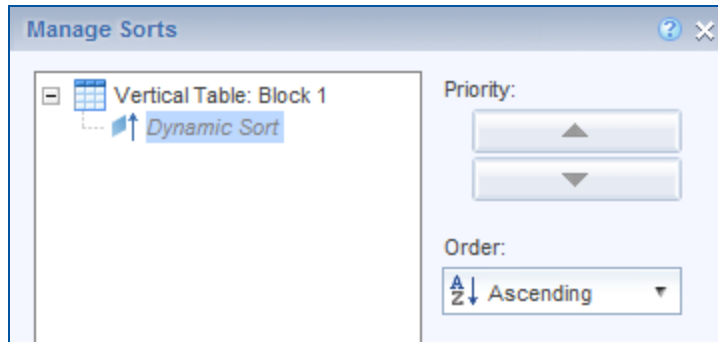 Manage Sorts
Vertical Table: Block 1
Dynamic Sort
Priority:
Order:
Ascending